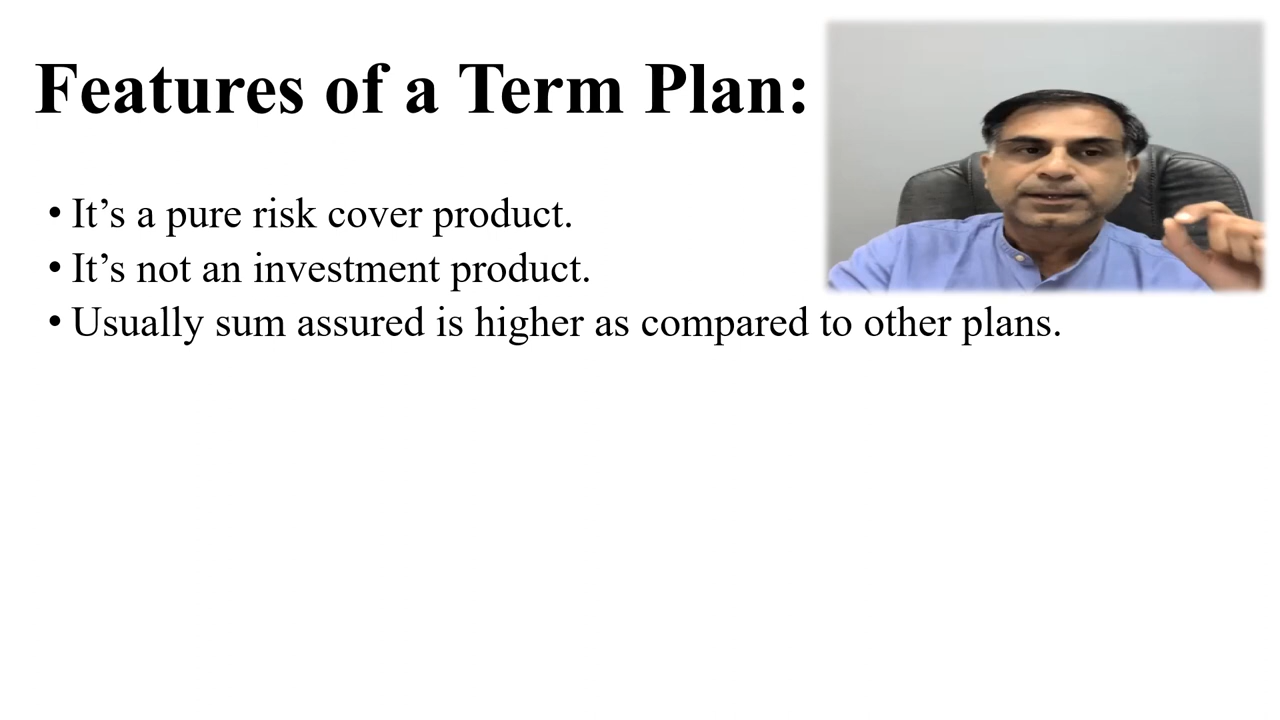 Features of a Term Plan:
• It’s a pure risk cover product.
• It’s not an investment product.
• Usually sum assured is higher as compared to other plans.